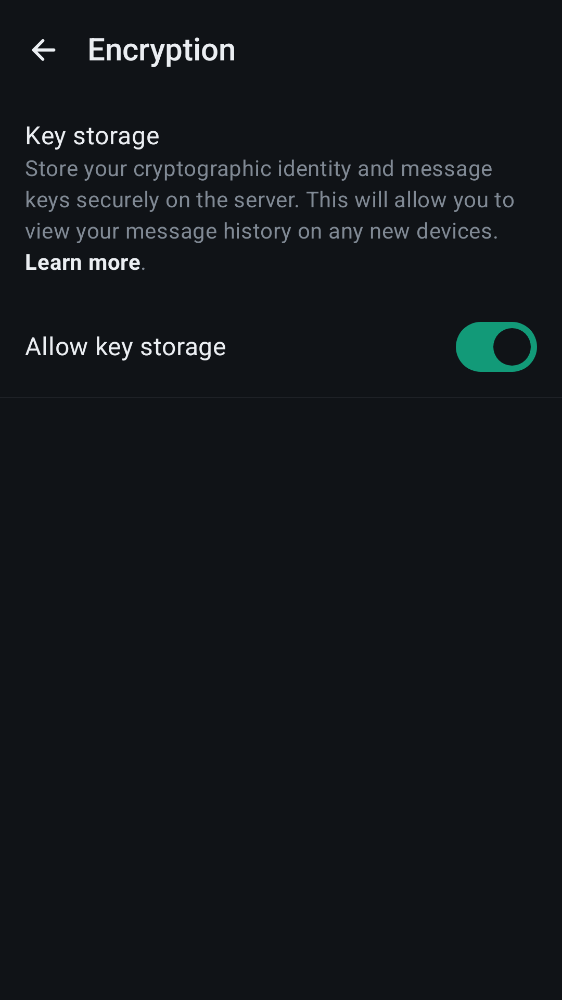 Encryption
Key storage
Store your cryptographic identity and message
keys securely on the server. This will allow you to
view your message history on any new devices.
Learn more.
Allow key storage